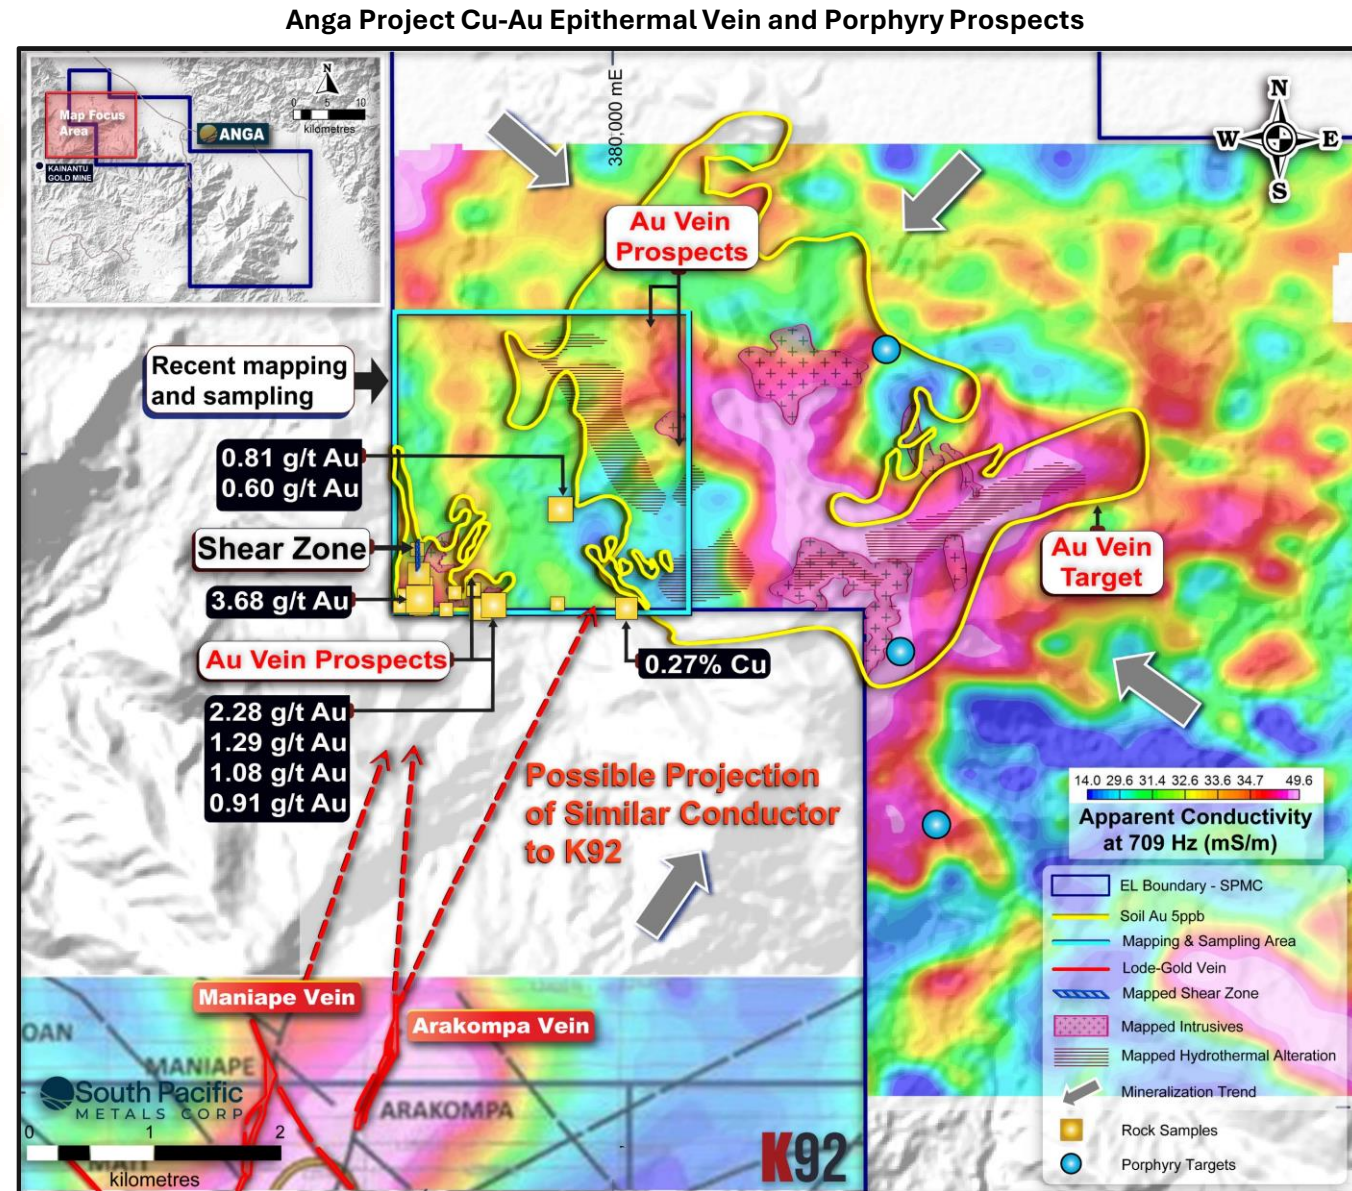 Anga Project Cu-Au Epithermal Vein and Porphyry Prospects
N
0 5 10
kilometres
Map Focus
Area
ANGA
KAINANTU
GOLD MINE
380,000 mE
N
W E
S
Au Vein
Prospects
Recent mapping
and sampling
0.81 g/t Au
0.60 g/t Au
Shear Zone
3.68 g/t Au
Au Vein Prospects
2.28 g/t Au
1.29 g/t Au
1.08 g/t Au
0.91 g/t Au
0.27% Cu
Au Vein
Target
Possible Projection
of Similar Conductor
to K92
14.0 29.6 31.4 32.6 33.6 34.7 49.6
Apparent Conductivity
at 709 Hz (mS/m)
EL Boundary - SPMC
Soil Au 5ppb
Mapping & Sampling Area
Lode-Gold Vein
Mapped Shear Zone
Mapped Intrusives
Mapped Hydrothermal Alteration
Mineralization Trend
Rock Samples
Porphyry Targets
Maniape Vein
Arakompa Vein
OAN
MANIAPE
ARAKOMPA
South Pacific
METALS CORP
0 1 2
kilometres
K92